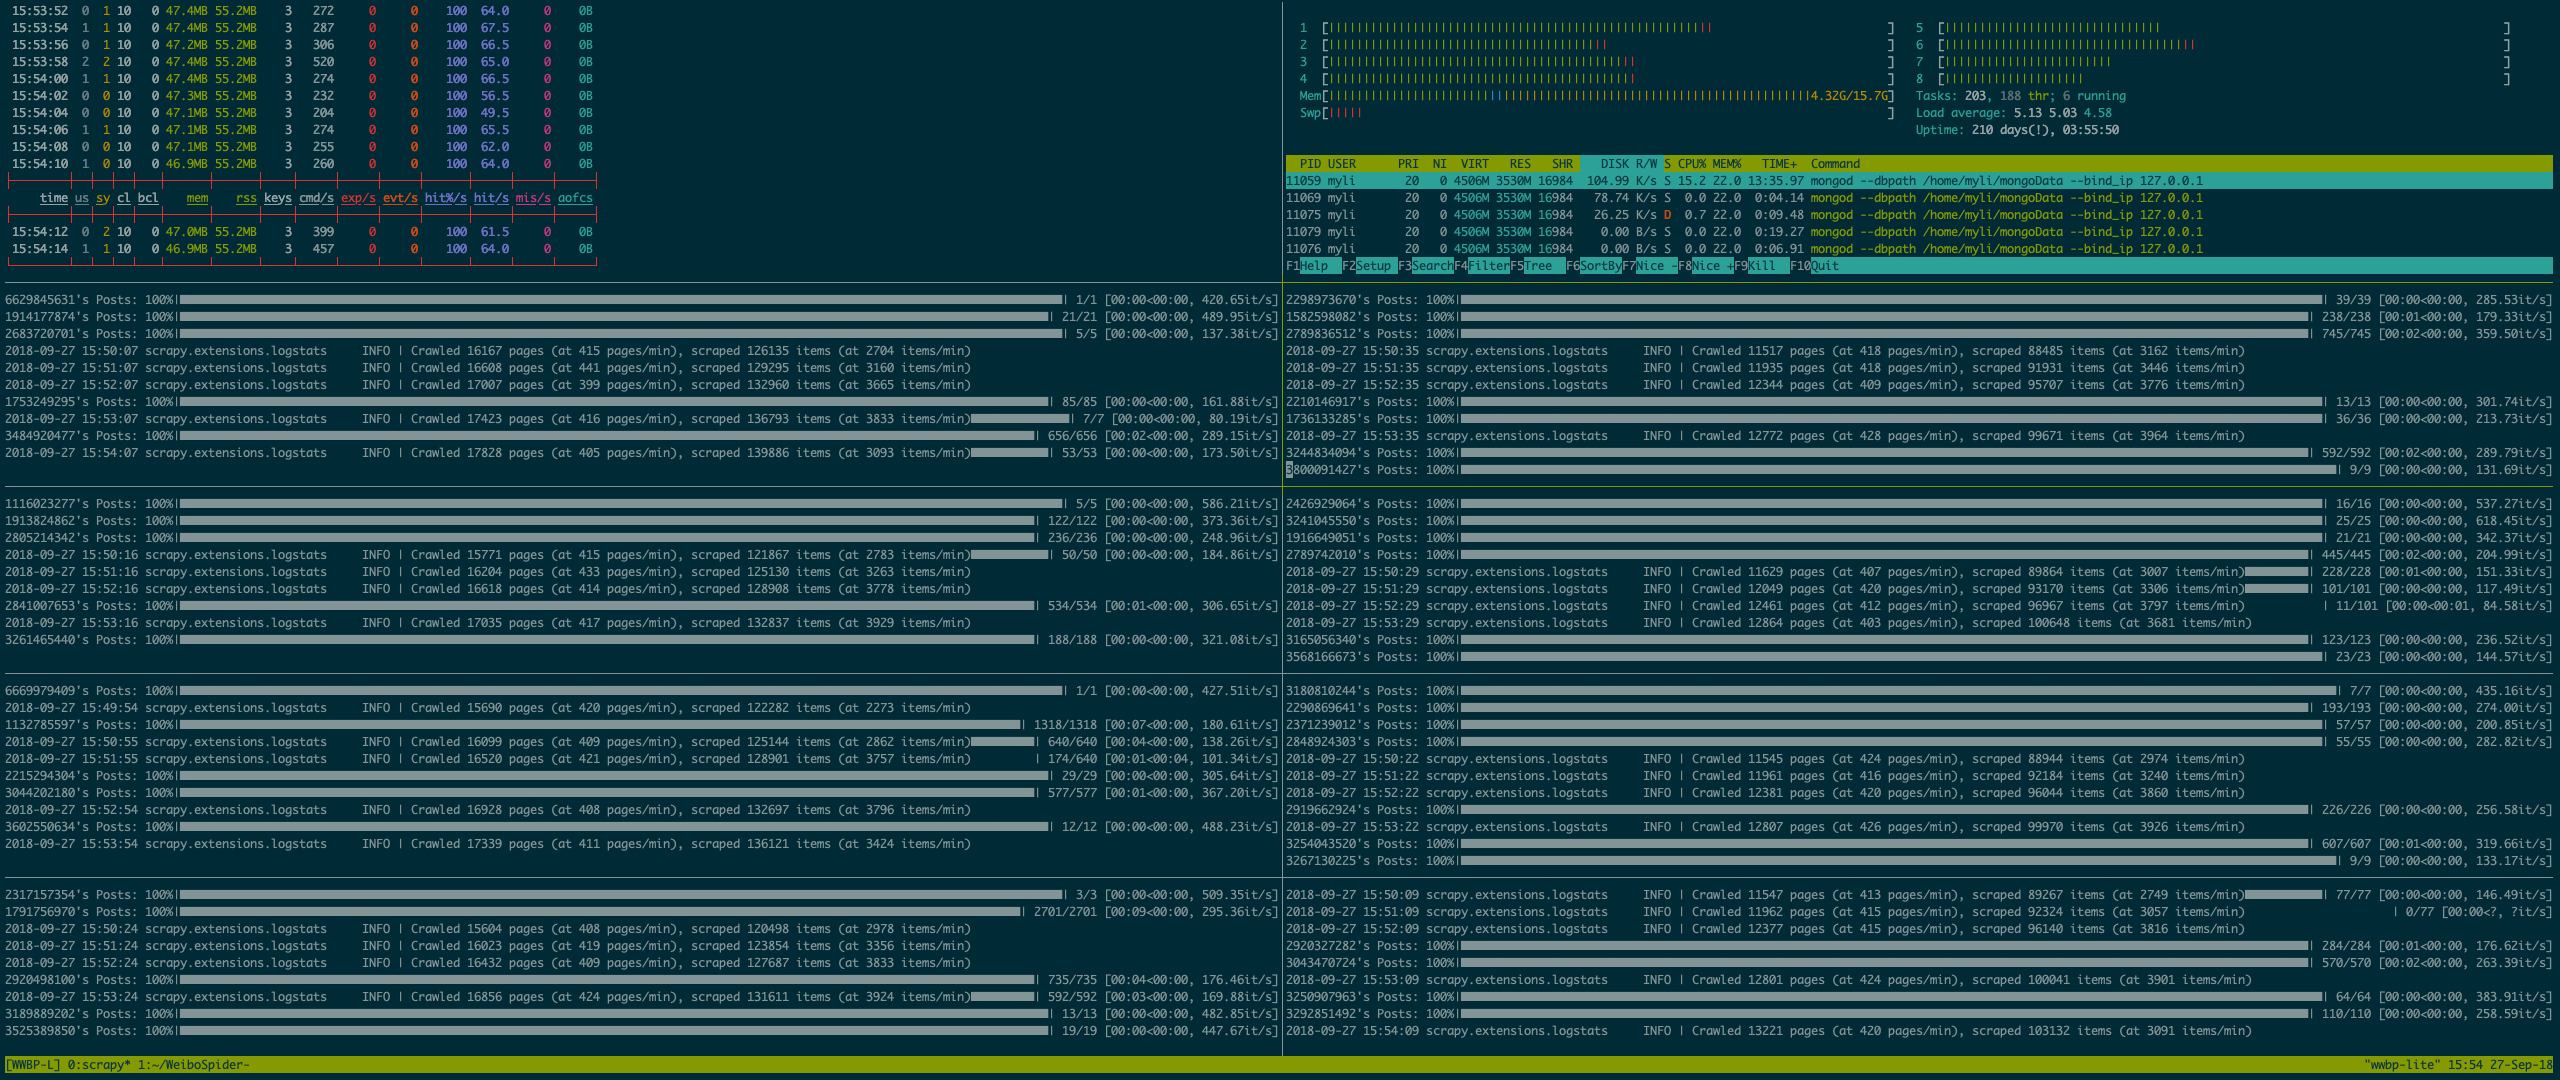 15:53:52 0 1 10 0 47.4MB 55.2MB 3 272 0 0 100 64.0 0 0B
15:53:54 1 1 10 0 47.4MB 55.2MB 3 287 0 0 100 67.5 0 0B
15:53:56 0 1 10 0 47.2MB 55.2MB 3 306 0 0 100 66.5 0 0B
15:53:58 2 2 10 0 47.4MB 55.2MB 3 520 0 0 100 65.0 0 0B
15:54:00 1 1 10 0 47.4MB 55.2MB 3 274 0 0 100 66.5 0 0B
15:54:02 0 0 10 0 47.3MB 55.2MB 3 232 0 0 100 56.5 0 0B
15:54:04 0 0 10 0 47.1MB 55.2MB 3 204 0 0 100 49.5 0 0B
15:54:06 1 1 10 0 47.1MB 55.2MB 3 274 0 0 100 65.5 0 0B
15:54:08 0 0 10 0 47.1MB 55.2MB 3 255 0 0 100 62.0 0 0B
15:54:10 1 0 10 0 46.9MB 55.2MB 3 260 0 0 100 64.0 0 0B
time us sy cl bcl mem rss keys cmd/s exp/s evt/s hit%/s hit/s mis/s aofcs
15:54:12 0 2 10 0 47.0MB 55.2MB 3 399 0 0 100 61.5 0 0B
15:54:14 1 1 10 0 46.9MB 55.2MB 3 457 0 0 100 64.0 0 0B
1 [ ] 5 [ ]
2 [ ] 6 [ ]
3 [ ] 7 [ ]
4 [ ] 8 [ ]
Mem[4.32G/15.7G] Tasks: 203, 188 thr; 6 running
Swp[ ] Load average: 5.13 5.03 4.58
Uptime: 210 days(!), 03:55:50
PID USER PRI NI VIRT RES SHR DISK R/W S CPU% MEM% TIME+ Command
11059 myli 20 0 4506M 3530M 16984 104.99 K/s S 15.2 22.0 13:35.97 mongod --dbpath /home/myli/mongoData --bind_ip 127.0.0.1
11069 myli 20 0 4506M 3530M 16984 78.74 K/s S 0.0 22.0 0:04.14 mongod --dbpath /home/myli/mongoData --bind_ip 127.0.0.1
11075 myli 20 0 4506M 3530M 16984 26.25 K/s D 0.7 22.0 0:09.48 mongod --dbpath /home/myli/mongoData --bind_ip 127.0.0.1
11079 myli 20 0 4506M 3530M 16984 0.00 B/s S 0.0 22.0 0:19.27 mongod --dbpath /home/myli/mongoData --bind_ip 127.0.0.1
11076 myli 20 0 4506M 3530M 16984 0.00 B/s S 0.0 22.0 0:06.91 mongod --dbpath /home/myli/mongoData --bind_ip 127.0.0.1
F1Help F2Setup F3SearchF4FilterF5Tree F6SortByF7Nice -F8Nice +F9Kill F10Quit
6629845631's Posts: 100%| | 1/1 [00:00<00:00, 420.65it/s]
1914177874's Posts: 100%| | 21/21 [00:00<00:00, 489.95it/s]
2683720701's Posts: 100%| | 5/5 [00:00<00:00, 137.38it/s]
2018-09-27 15:50:07 scrapy.extensions.logstats INFO | Crawled 16167 pages (at 415 pages/min), scraped 126135 items (at 2704 items/min)
2018-09-27 15:51:07 scrapy.extensions.logstats INFO | Crawled 16608 pages (at 441 pages/min), scraped 129295 items (at 3160 items/min)
2018-09-27 15:52:07 scrapy.extensions.logstats INFO | Crawled 17007 pages (at 399 pages/min), scraped 132960 items (at 3665 items/min)
1753249295's Posts: 100%| | 85/85 [00:00<00:00, 161.88it/s]
2018-09-27 15:53:07 scrapy.extensions.logstats INFO | Crawled 17423 pages (at 416 pages/min), scraped 136793 items (at 3833 items/min) | 7/7 [00:00<00:00, 80.19it/s]
3484920477's Posts: 100%| | 656/656 [00:02<00:00, 289.15it/s]
2018-09-27 15:54:07 scrapy.extensions.logstats INFO | Crawled 17828 pages (at 405 pages/min), scraped 139886 items (at 3093 items/min) | 53/53 [00:00<00:00, 173.50it/s]
2298973670's Posts: 100%| | 39/39 [00:00<00:00, 285.53it/s]
1582598082's Posts: 100%| | 238/238 [00:01<00:00, 179.33it/s]
2789836512's Posts: 100%| | 745/745 [00:02<00:00, 359.50it/s]
2018-09-27 15:50:35 scrapy.extensions.logstats INFO | Crawled 11517 pages (at 418 pages/min), scraped 88485 items (at 3162 items/min)
2018-09-27 15:51:35 scrapy.extensions.logstats INFO | Crawled 11935 pages (at 418 pages/min), scraped 91931 items (at 3446 items/min)
2018-09-27 15:52:35 scrapy.extensions.logstats INFO | Crawled 12344 pages (at 409 pages/min), scraped 95707 items (at 3776 items/min)
2210146917's Posts: 100%| | 13/13 [00:00<00:00, 301.74it/s]
1736133285's Posts: 100%| | 36/36 [00:00<00:00, 213.73it/s]
2018-09-27 15:53:35 scrapy.extensions.logstats INFO | Crawled 12772 pages (at 428 pages/min), scraped 99671 items (at 3964 items/min)
3244834094's Posts: 100%| | 592/592 [00:02<00:00, 289.79it/s]
3800091427's Posts: 100%| | 9/9 [00:00<00:00, 131.69it/s]
1116023277's Posts: 100%| | 5/5 [00:00<00:00, 586.21it/s]
1913824862's Posts: 100%| | 122/122 [00:00<00:00, 373.36it/s]
2805214342's Posts: 100%| | 236/236 [00:00<00:00, 248.96it/s]
2018-09-27 15:50:16 scrapy.extensions.logstats INFO | Crawled 15771 pages (at 415 pages/min), scraped 121867 items (at 2783 items/min) | 50/50 [00:00<00:00, 184.86it/s]
2018-09-27 15:51:16 scrapy.extensions.logstats INFO | Crawled 16204 pages (at 433 pages/min), scraped 125130 items (at 3263 items/min)
2018-09-27 15:52:16 scrapy.extensions.logstats INFO | Crawled 16618 pages (at 414 pages/min), scraped 128908 items (at 3778 items/min)
2841007653's Posts: 100%| | 534/534 [00:01<00:00, 306.65it/s]
2018-09-27 15:53:16 scrapy.extensions.logstats INFO | Crawled 17035 pages (at 417 pages/min), scraped 132837 items (at 3929 items/min)
3261465440's Posts: 100%| | 188/188 [00:00<00:00, 321.08it/s]
2426929064's Posts: 100%| | 16/16 [00:00<00:00, 537.27it/s]
3241045550's Posts: 100%| | 25/25 [00:00<00:00, 618.45it/s]
1916649051's Posts: 100%| | 21/21 [00:00<00:00, 342.37it/s]
2789742010's Posts: 100%| | 445/445 [00:02<00:00, 204.99it/s]
2018-09-27 15:50:29 scrapy.extensions.logstats INFO | Crawled 11629 pages (at 407 pages/min), scraped 89864 items (at 3007 items/min) | 228/228 [00:01<00:00, 151.33it/s]
2018-09-27 15:51:29 scrapy.extensions.logstats INFO | Crawled 12049 pages (at 420 pages/min), scraped 93170 items (at 3306 items/min) | 101/101 [00:00<00:00, 117.49it/s]
2018-09-27 15:52:29 scrapy.extensions.logstats INFO | Crawled 12461 pages (at 412 pages/min), scraped 96967 items (at 3797 items/min) | 11/101 [00:00<00:01, 84.58it/s]
2018-09-27 15:53:29 scrapy.extensions.logstats INFO | Crawled 12864 pages (at 403 pages/min), scraped 100648 items (at 3681 items/min)
3165056340's Posts: 100%| | 123/123 [00:00<00:00, 236.52it/s]
3568166673's Posts: 100%| | 23/23 [00:00<00:00, 144.57it/s]
6669979409's Posts: 100%| | 1/1 [00:00<00:00, 427.51it/s]
2018-09-27 15:49:54 scrapy.extensions.logstats INFO | Crawled 15690 pages (at 420 pages/min), scraped 122282 items (at 2273 items/min)
1132785597's Posts: 100%| | 1318/1318 [00:07<00:00, 180.61it/s]
2018-09-27 15:50:55 scrapy.extensions.logstats INFO | Crawled 16099 pages (at 409 pages/min), scraped 125144 items (at 2862 items/min) | 640/640 [00:04<00:00, 138.26it/s]
2018-09-27 15:51:55 scrapy.extensions.logstats INFO | Crawled 16520 pages (at 421 pages/min), scraped 128901 items (at 3757 items/min) | 174/640 [00:01<00:04, 101.34it/s]
2215294304's Posts: 100%| | 29/29 [00:00<00:00, 305.64it/s]
3044202180's Posts: 100%| | 577/577 [00:01<00:00, 367.20it/s]
2018-09-27 15:52:54 scrapy.extensions.logstats INFO | Crawled 16928 pages (at 408 pages/min), scraped 132697 items (at 3796 items/min)
3602550634's Posts: 100%| | 12/12 [00:00<00:00, 488.23it/s]
2018-09-27 15:53:54 scrapy.extensions.logstats INFO | Crawled 17339 pages (at 411 pages/min), scraped 136121 items (at 3424 items/min)
3180810244's Posts: 100%| | 7/7 [00:00<00:00, 435.16it/s]
2290869641's Posts: 100%| | 193/193 [00:00<00:00, 274.00it/s]
2371239012's Posts: 100%| | 57/57 [00:00<00:00, 200.85it/s]
2848924303's Posts: 100%| | 55/55 [00:00<00:00, 282.82it/s]
2018-09-27 15:50:22 scrapy.extensions.logstats INFO | Crawled 11545 pages (at 424 pages/min), scraped 88944 items (at 2974 items/min)
2018-09-27 15:51:22 scrapy.extensions.logstats INFO | Crawled 11961 pages (at 416 pages/min), scraped 92184 items (at 3240 items/min)
2018-09-27 15:52:22 scrapy.extensions.logstats INFO | Crawled 12381 pages (at 420 pages/min), scraped 96044 items (at 3860 items/min)
2919662924's Posts: 100%| | 226/226 [00:00<00:00, 256.58it/s]
2018-09-27 15:53:22 scrapy.extensions.logstats INFO | Crawled 12807 pages (at 426 pages/min), scraped 99970 items (at 3926 items/min)
3254043520's Posts: 100%| | 607/607 [00:01<00:00, 319.66it/s]
3267130225's Posts: 100%| | 9/9 [00:00<00:00, 133.17it/s]
2317157354's Posts: 100%| | 3/3 [00:00<00:00, 509.35it/s]
1791756970's Posts: 100%| | 2701/2701 [00:09<00:00, 295.36it/s]
2018-09-27 15:50:24 scrapy.extensions.logstats INFO | Crawled 15604 pages (at 408 pages/min), scraped 120498 items (at 2978 items/min)
2018-09-27 15:51:24 scrapy.extensions.logstats INFO | Crawled 16023 pages (at 419 pages/min), scraped 123854 items (at 3356 items/min)
2018-09-27 15:52:24 scrapy.extensions.logstats INFO | Crawled 16432 pages (at 409 pages/min), scraped 127687 items (at 3833 items/min)
2920498100's Posts: 100%| | 735/735 [00:04<00:00, 176.46it/s]
2018-09-27 15:53:24 scrapy.extensions.logstats INFO | Crawled 16856 pages (at 424 pages/min), scraped 131611 items (at 3924 items/min) | 592/592 [00:03<00:00, 169.88it/s]
3189889202's Posts: 100%| | 13/13 [00:00<00:00, 482.85it/s]
3525389850's Posts: 100%| | 19/19 [00:00<00:00, 447.67it/s]
2018-09-27 15:50:09 scrapy.extensions.logstats INFO | Crawled 11547 pages (at 413 pages/min), scraped 89267 items (at 2749 items/min) | 77/77 [00:00<00:00, 146.49it/s]
2018-09-27 15:51:09 scrapy.extensions.logstats INFO | Crawled 11962 pages (at 415 pages/min), scraped 92324 items (at 3057 items/min) | 0/77 [00:00<?, ?it/s]
2018-09-27 15:52:09 scrapy.extensions.logstats INFO | Crawled 12377 pages (at 415 pages/min), scraped 96140 items (at 3816 items/min)
2920327282's Posts: 100%| | 284/284 [00:01<00:00, 176.62it/s]
3043470724's Posts: 100%| | 570/570 [00:02<00:00, 263.39it/s]
2018-09-27 15:53:09 scrapy.extensions.logstats INFO | Crawled 12801 pages (at 424 pages/min), scraped 100041 items (at 3901 items/min)
3250907963's Posts: 100%| | 64/64 [00:00<00:00, 383.91it/s]
3292851492's Posts: 100%| | 110/110 [00:00<00:00, 258.59it/s]
2018-09-27 15:54:09 scrapy.extensions.logstats INFO | Crawled 13221 pages (at 420 pages/min), scraped 103132 items (at 3091 items/min)
[WWBP-L] 0:scrapy* 1:~/WeiboSpider- "wwbp-lite" 15:54 27-Sep-18